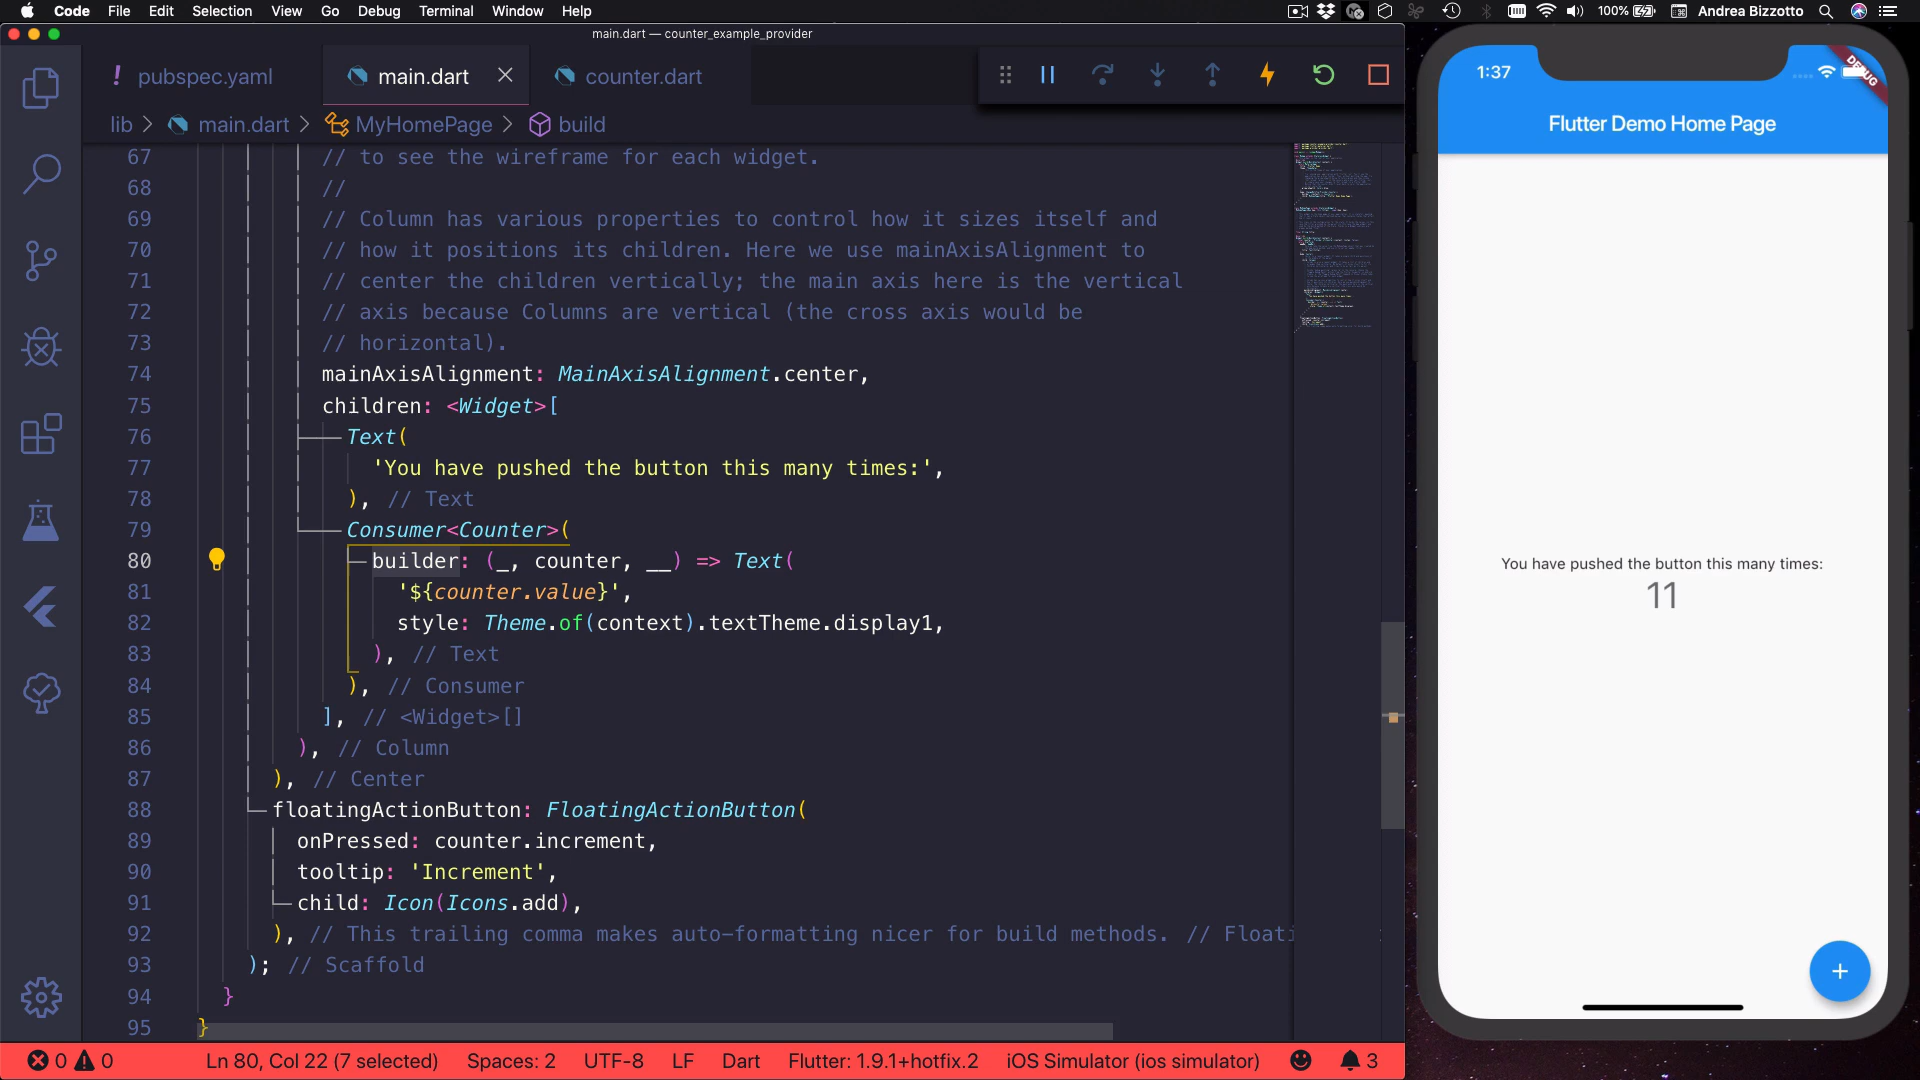 Code File Edit Selection View Go Debug Terminal Window Help 100% Andrea Bizzotto
main.dart — counter_example_provider
! pubspec.yaml main.dart counter.dart
lib > main.dart > MyHomePage > build
67 // to see the wireframe for each widget.
68 //
69 // Column has various properties to control how it sizes itself and
70 // how it positions its children. Here we use mainAxisAlignment to
71 // center the children vertically; the main axis here is the vertical
72 // axis because Columns are vertical (the cross axis would be
73 // horizontal).
74 mainAxisAlignment: MainAxisAlignment.center,
75 children: <Widget>[
76 Text(
77 'You have pushed the button this many times:',
78 ), // Text
79 Consumer<Counter>(
80 builder: (_, counter, __) => Text(
81 '${counter.value}',
82 style: Theme.of(context).textTheme.display1,
83 ), // Text
84 ), // Consumer
85 ], // <Widget>[]
86 ), // Column
87 ), // Center
88 floatingActionButton: FloatingActionButton(
89 onPressed: counter.increment,
90 tooltip: 'Increment',
91 child: Icon(Icons.add),
92 ), // This trailing comma makes auto-formatting nicer for build methods. // Floati
93 ); // Scaffold
94 }
95 }
0 0 Ln 80, Col 22 (7 selected) Spaces: 2 UTF-8 LF Dart Flutter: 1.9.1+hotfix.2 iOS Simulator (ios simulator) 3
1:37
DEBUG
Flutter Demo Home Page
You have pushed the button this many times:
11
+